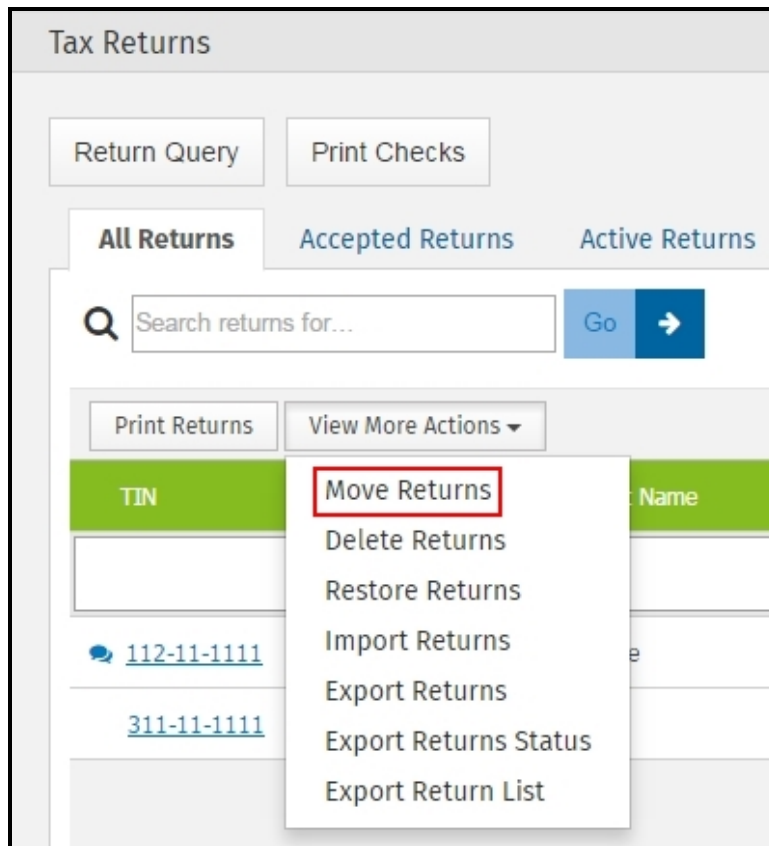 Tax Returns
Return Query Print Checks
All Returns Accepted Returns Active Returns
Search returns for... Go
Print Returns View More Actions
TIN Name
Move Returns
Delete Returns
Restore Returns
Import Returns
112-11-1111 e
Export Returns
311-11-1111
Export Returns Status
Export Return List